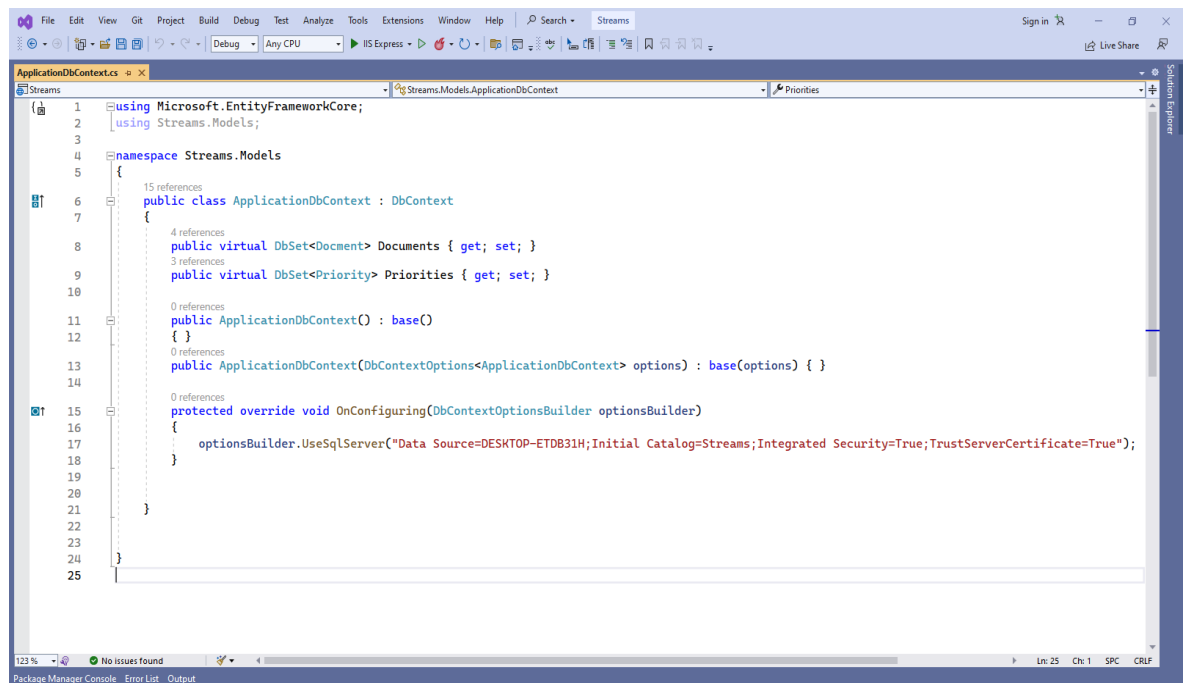 File Edit View Git Project Build Debug Test Analyze Tools Extensions Window Help Search Streams Sign in
Debug Any CPU IIS Express Live Share
ApplicationDbContext.cs
Streams Streams.Models.ApplicationDbContext Priorities
Solution Explorer
1 using Microsoft.EntityFrameworkCore;
2 using Streams.Models;
3
4 namespace Streams.Models
5 {
15 references
6 public class ApplicationDbContext : DbContext
7 {
4 references
8 public virtual DbSet<Docment> Documents { get; set; }
3 references
9 public virtual DbSet<Priority> Priorities { get; set; }
10
0 references
11 public ApplicationDbContext() : base()
12 { }
0 references
13 public ApplicationDbContext(DbContextOptions<ApplicationDbContext> options) : base(options) { }
14
0 references
15 protected override void OnConfiguring(DbContextOptionsBuilder optionsBuilder)
16 {
17 optionsBuilder.UseSqlServer("Data Source=DESKTOP-ETDB31H;Initial Catalog=Streams;Integrated Security=True;TrustServerCertificate=True");
18 }
19
20
21 }
22
23
24 }
25
123 % No issues found Ln: 25 Ch: 1 SPC CRLF
Package Manager Console Error List Output